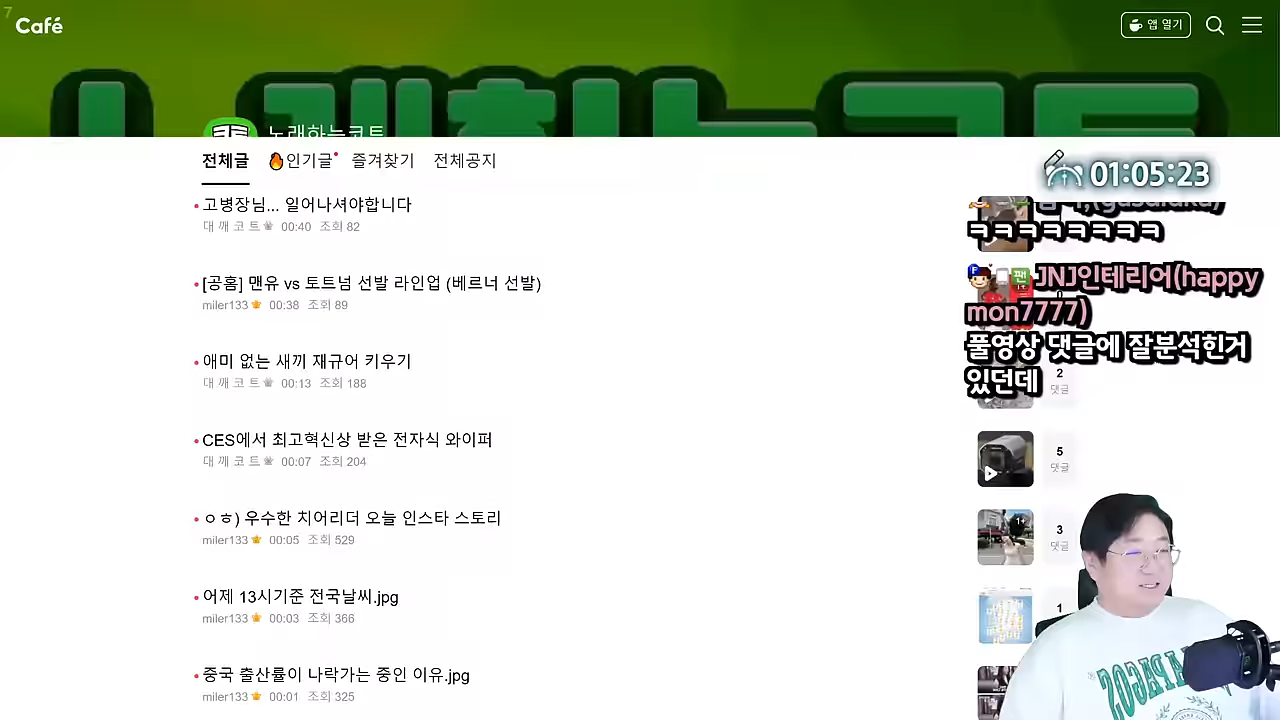 7
Café
앱 열기
노래하는코트
전체글 인기글 즐겨찾기 전체공지
01:05:23
고병장님... 일어나셔야합니다
대 깨 코 트 00:40 조회 82
ㅋㅋㅋㅋㅋㅋㅋㅋ
[공홈] 맨유 vs 토트넘 선발 라인업 (베르너 선발)
miler133 00:38 조회 89
팬 JNJ인테리어(happy
mon7777)
풀영상 댓글에 잘분석힌거
있던데
애미 없는 새끼 재규어 키우기
대 깨 코 트 00:13 조회 188
2
댓글
CES에서 최고혁신상 받은 전자식 와이퍼
대 깨 코 트 00:07 조회 204
5
댓글
ㅇㅎ) 우수한 치어리더 오늘 인스타 스토리
miler133 00:05 조회 529
3
댓글
어제 13시기준 전국날씨.jpg
miler133 00:03 조회 366
1
중국 출산률이 나락가는 중인 이유.jpg
miler133 00:01 조회 325